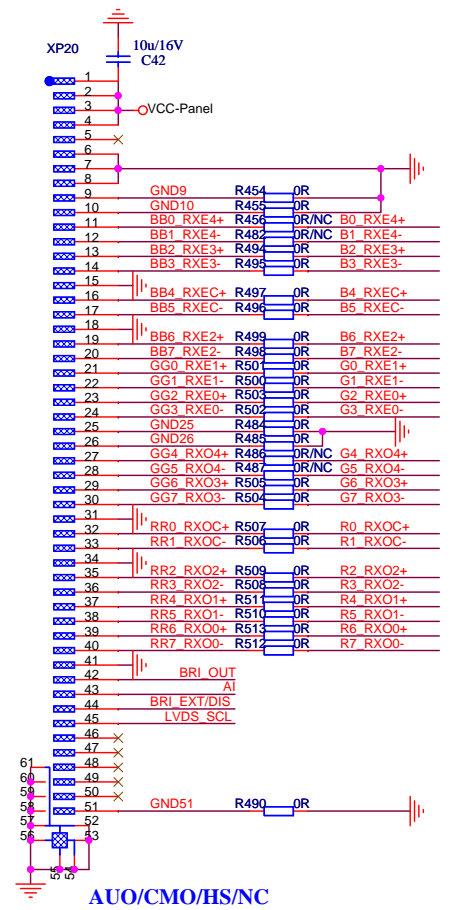 XP20
10u/16V
C42
1
2
3 VCC-Panel
4
5
6
7
8
9 GND9 R454 0R
10 GND10 R455 0R
11 BB0_RXE4+ R456 0R/NC B0_RXE4+
12 BB1_RXE4- R482 0R/NC B1_RXE4-
13 BB2_RXE3+ R494 0R B2_RXE3+
14 BB3_RXE3- R495 0R B3_RXE3-
15
16 BB4_RXEC+ R497 0R B4_RXEC+
17 BB5_RXEC- R496 0R B5_RXEC-
18
19 BB6_RXE2+ R499 0R B6_RXE2+
20 BB7_RXE2- R498 0R B7_RXE2-
21 GG0_RXE1+ R501 0R G0_RXE1+
22 GG1_RXE1- R500 0R G1_RXE1-
23 GG2_RXE0+ R503 0R G2_RXE0+
24 GG3_RXE0- R502 0R G3_RXE0-
25 GND25 R484 0R
26 GND26 R485 0R
27 GG4_RXO4+ R486 0R/NC G4_RXO4+
28 GG5_RXO4- R487 0R/NC G5_RXO4-
29 GG6_RXO3+ R505 0R G6_RXO3+
30 GG7_RXO3- R504 0R G7_RXO3-
31
32 RR0_RXOC+ R507 0R R0_RXOC+
33 RR1_RXOC- R506 0R R1_RXOC-
34
35 RR2_RXO2+ R509 0R R2_RXO2+
36 RR3_RXO2- R508 0R R3_RXO2-
37 RR4_RXO1+ R511 0R R4_RXO1+
38 RR5_RXO1- R510 0R R5_RXO1-
39 RR6_RXO0+ R513 0R R6_RXO0+
40 RR7_RXO0- R512 0R R7_RXO0-
41
42 BRI_OUT
43 AI
44 BRI_EXT/DIS
45 LVDS_SCL
46
47
61 48
60 49
59 50
58 51 GND51 R490 0R
57 52
56 53
55 54
AUO/CMO/HS/NC